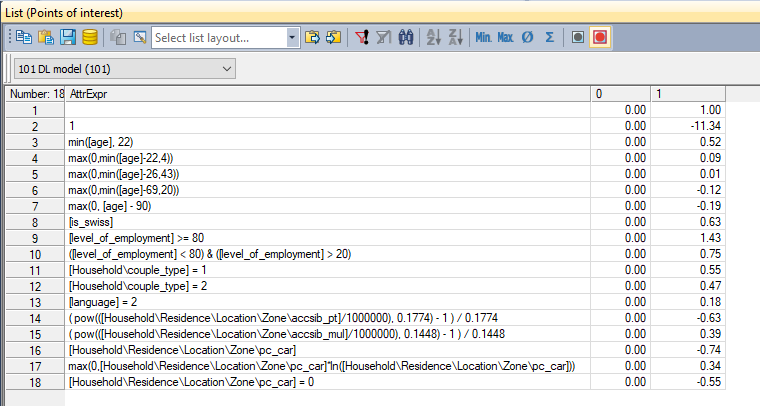 List (Points of interest)
Select list layout... Min. Max. Ø Σ
101 DL model (101)
Number: 18 AttrExpr 0 1
1 0.00 1.00
2 1 0.00 -11.34
3 min([age], 22) 0.00 0.52
4 max(0,min([age]-22,4)) 0.00 0.09
5 max(0,min([age]-26,43)) 0.00 0.01
6 max(0,min([age]-69,20)) 0.00 -0.12
7 max(0, [age] - 90) 0.00 -0.19
8 [is_swiss] 0.00 0.63
9 [level_of_employment] >= 80 0.00 1.43
10 ([level_of_employment] < 80) & ([level_of_employment] > 20) 0.00 0.75
11 [Household\couple_type] = 1 0.00 0.55
12 [Household\couple_type] = 2 0.00 0.47
13 [language] = 2 0.00 0.18
14 ( pow(([Household\Residence\Location\Zone\accsib_pt]/1000000), 0.1774) - 1 ) / 0.1774 0.00 -0.63
15 ( pow(([Household\Residence\Location\Zone\accsib_mul]/1000000), 0.1448) - 1 ) / 0.1448 0.00 0.39
16 [Household\Residence\Location\Zone\pc_car] 0.00 -0.74
17 max(0,[Household\Residence\Location\Zone\pc_car]*ln([Household\Residence\Location\Zone\pc_car])) 0.00 0.34
18 [Household\Residence\Location\Zone\pc_car] = 0 0.00 -0.55